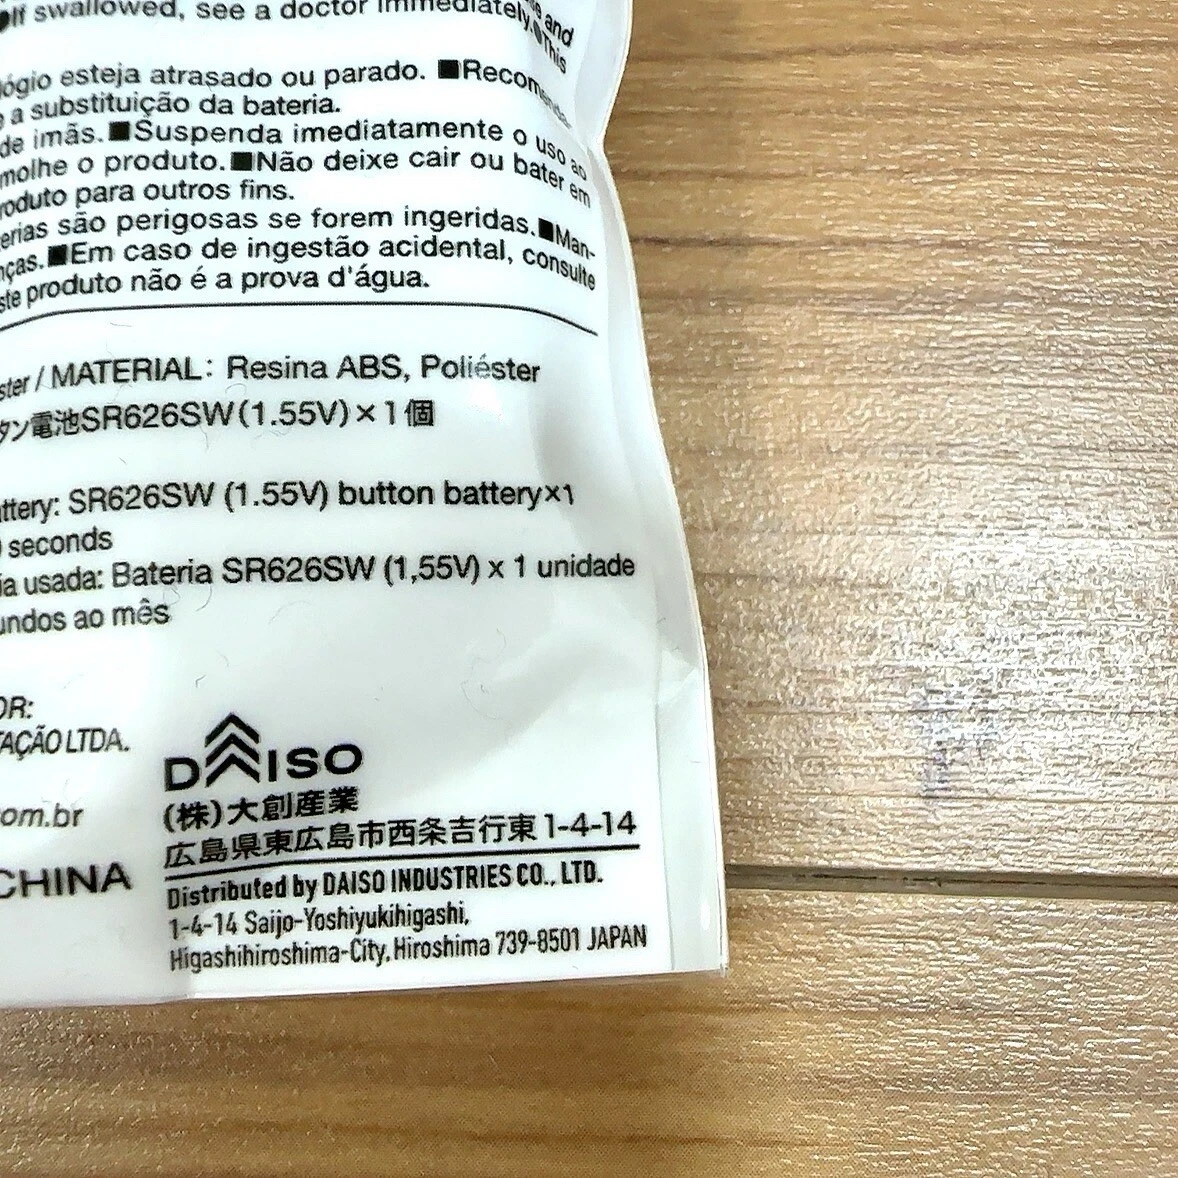 If swallowed, see a doctor immediately. and
●This
ógio esteja atrasado ou parado. ■Recomen
a substituição da bateria.
de imãs. ■Suspenda imediatamente o uso ao
molhe o produto. ■Não deixe cair ou bater em
roduto para outros fins.
erias são perigosas se forem ingeridas. ■Man-
nças. ■Em caso de ingestão acidental, consulte
ste produto não é a prova d'água.
ster / MATERIAL: Resina ABS, Poliéster
タン電池SR626SW(1.55V)×1個
ttery: SR626SW (1.55V) button battery×1
seconds
ia usada: Bateria SR626SW (1,55V) x 1 unidade
undos ao mês
OR:
TAÇÃO LTDA.
om.br
CHINA
DAISO
(株)大創産業
広島県東広島市西条吉行東1-4-14
Distributed by DAISO INDUSTRIES CO., LTD.
1-4-14 Saijo-Yoshiyukihigashi,
Higashihiroshima-City, Hiroshima 739-8501 JAPAN